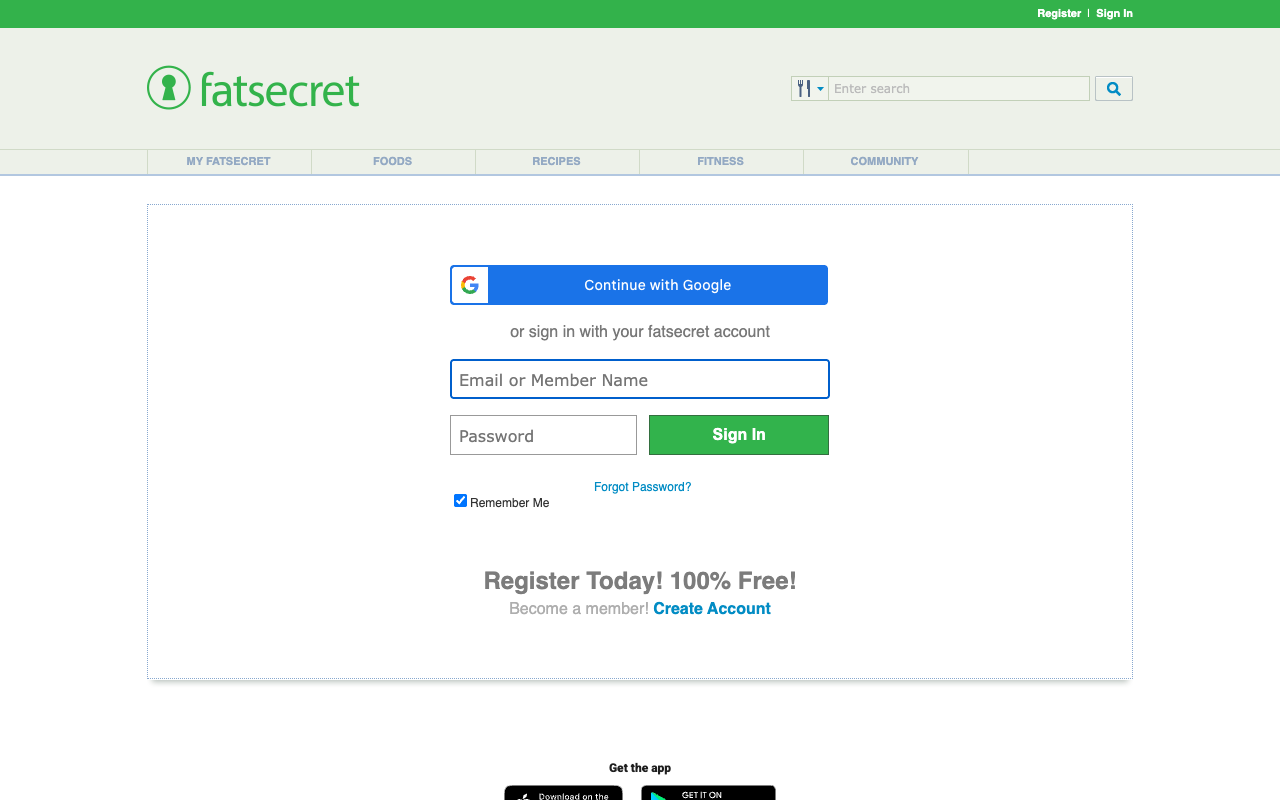 Register | Sign In
fatsecret
Enter search
MY FATSECRET FOODS RECIPES FITNESS COMMUNITY
Continue with Google
or sign in with your fatsecret account
Email or Member Name
Password Sign In
Forgot Password?
Remember Me
Register Today! 100% Free!
Become a member! Create Account
Get the app
Download on the GET IT ON